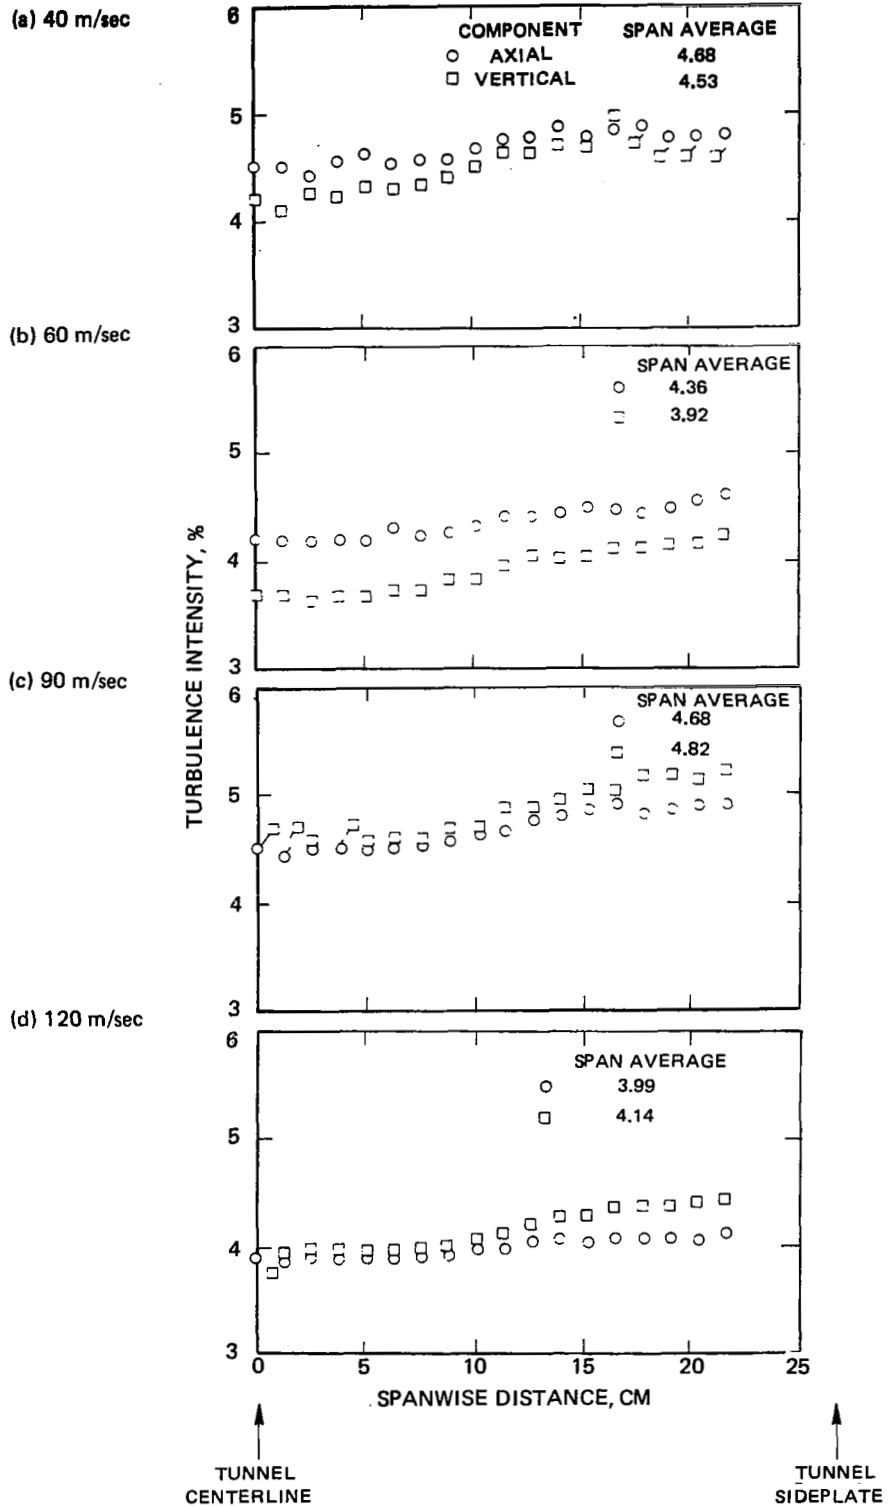 (a) 40 m/sec
6
COMPONENT SPAN AVERAGE
AXIAL 4.68
VERTICAL 4.53
5
4
3
(b) 60 m/sec
6
SPAN AVERAGE
4.36
3.92
5
4
3
TURBULENCE INTENSITY, %
(c) 90 m/sec
6
SPAN AVERAGE
4.68
4.82
5
4
3
(d) 120 m/sec
6
SPAN AVERAGE
3.99
4.14
5
4
3
0 5 10 15 20 25
SPANWISE DISTANCE, CM
TUNNEL
CENTERLINE
TUNNEL
SIDEPLATE